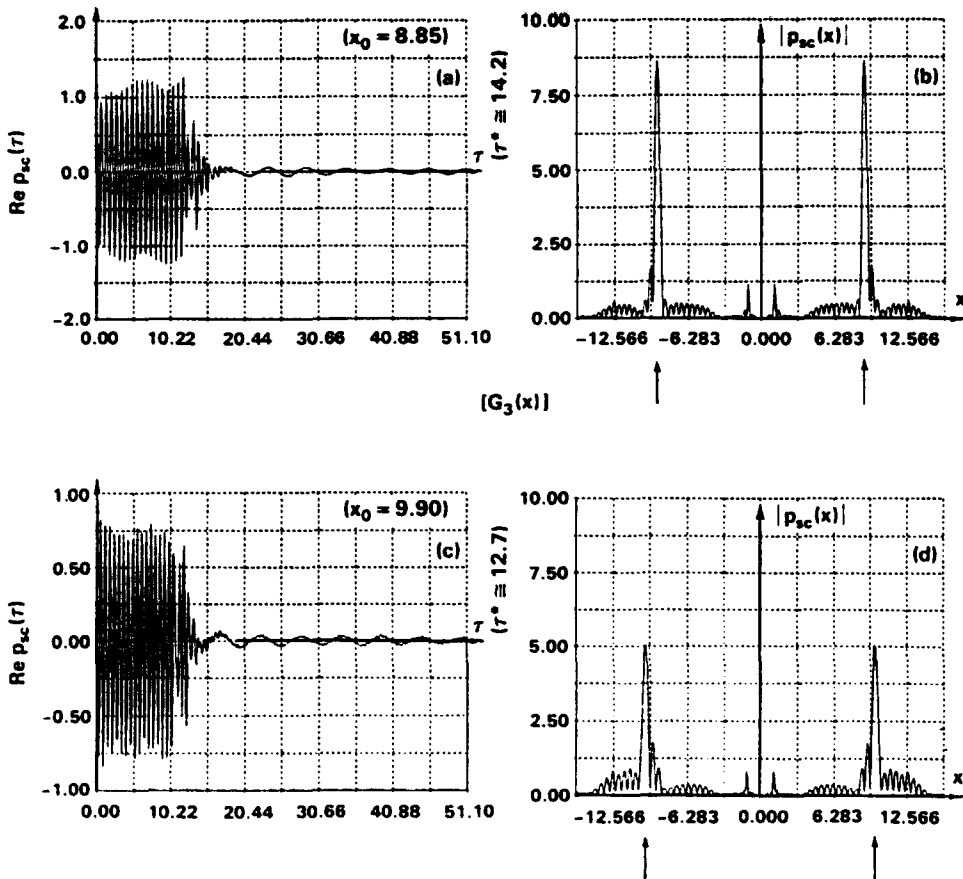 2.0
1.0
0.0
-1.0
-2.0
Re p_sc(τ)
(x_0 = 8.85)
(a)
τ
0.00 10.22 20.44 30.66 40.88 51.10
(τ* ≅ 14.2)
10.00
7.50
5.00
2.50
0.00
|p_sc(x)|
(b)
x
-12.566 -6.283 0.000 6.283 12.566
[G_3(x)]
1.00
0.50
0.00
-0.50
-1.00
Re p_sc(τ)
(x_0 = 9.90)
(c)
τ
0.00 10.22 20.44 30.66 40.88 51.10
(τ* ≅ 12.7)
10.00
7.50
5.00
2.50
0.00
|p_sc(x)|
(d)
x
-12.566 -6.283 0.000 6.283 12.566